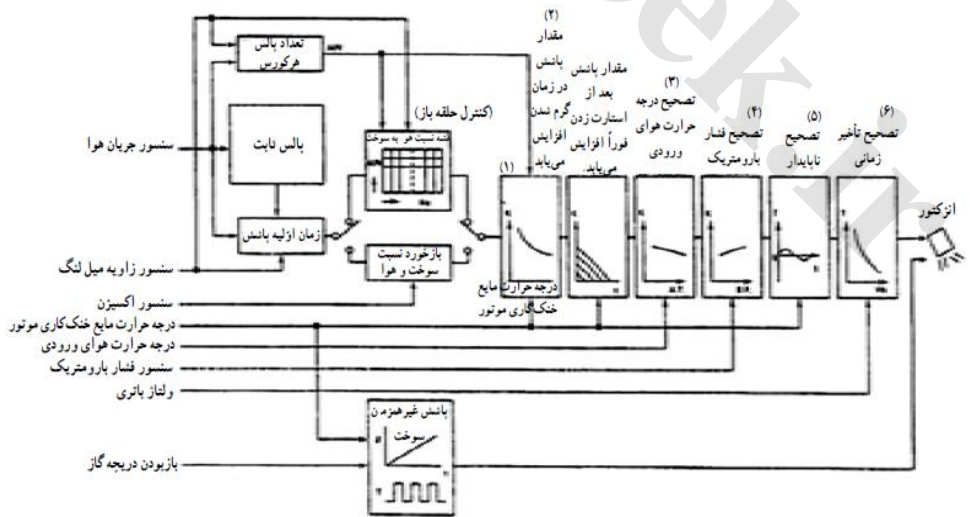 تعداد پالس
هرکورس
سنسور جریان هوا
پالس ثابت
زمان اولیه پاشش
(کنترل حلقه باز)
نسبت هوا به سوخت
بازخورد نسبت
سوخت و هوا
سنسور زاویه میل لنگ
سنسور اکسیژن
درجه حرارت مایع خنک‌کاری موتور
درجه حرارت هوای ورودی
سنسور فشار بارومتریک
ولتاژ باتری
بازبودن دریچه گاز
(۱)
درجه حرارت مایع
خنک‌کاری موتور
(۲)
مقدار
پاشش
در زمان
گرم شدن
افزایش
می‌یابد
مقدار پاشش
بعد از
استارت زدن
فوراً افزایش
می‌یابد.
(۳)
تصحیح درجه
حرارت هوای
ورودی
(۴)
تصحیح فشار
بارومتریک
(۵)
تصحیح
ناپایدار
(۶)
تصحیح تأخیر
زمانی
انژکتور
پاشش غیرهمزمان
سوخت
ek.ir